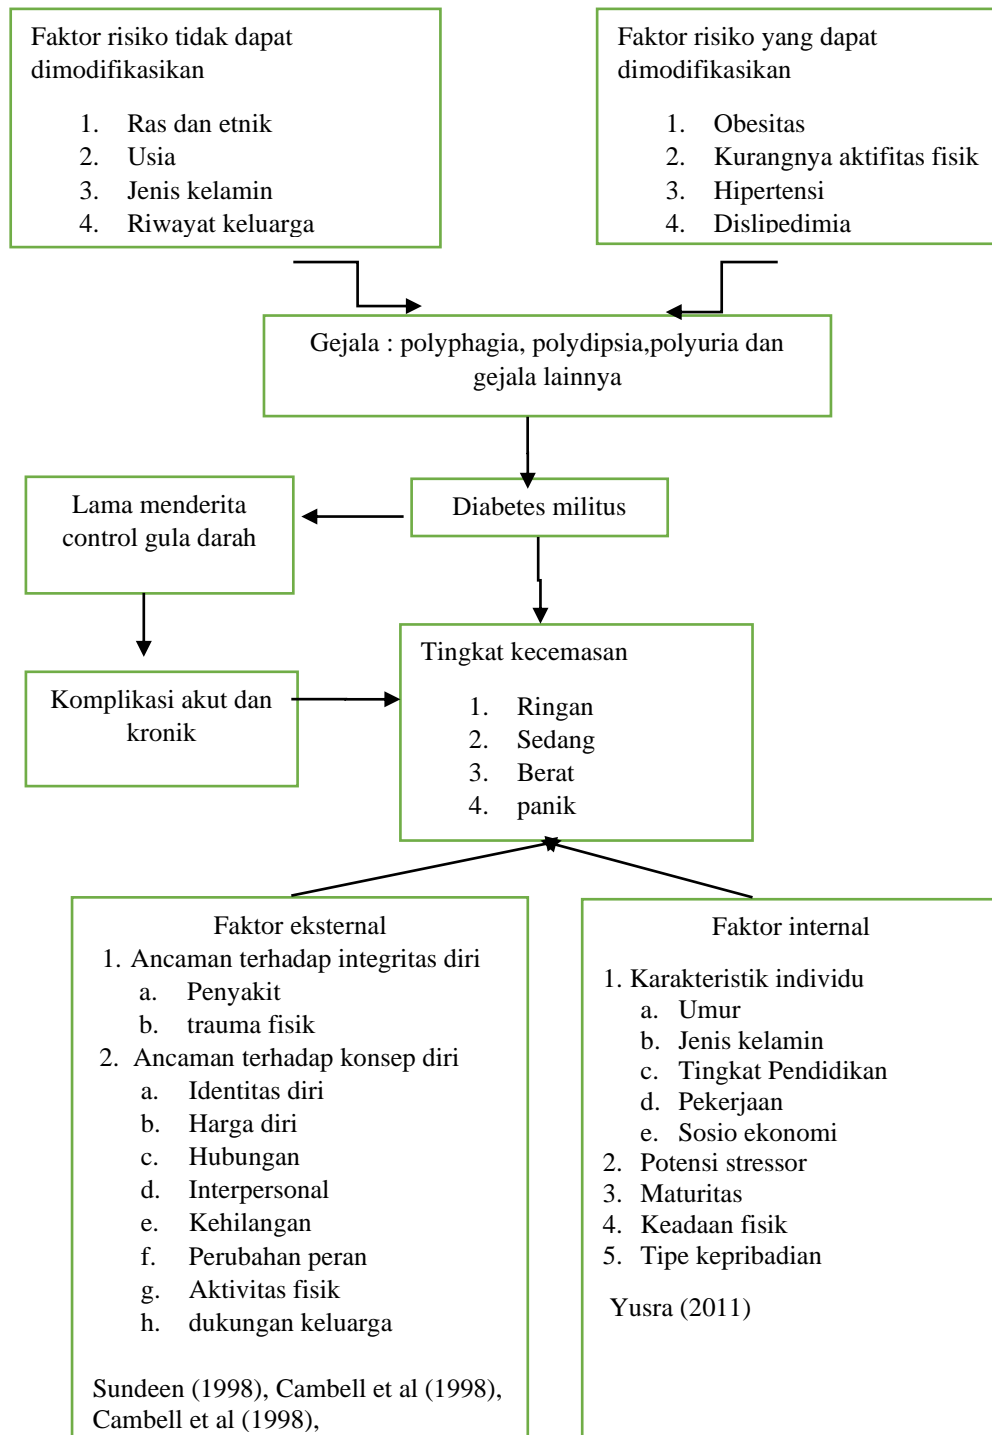 Faktor risiko tidak dapat
dimodifikasikan
1. Ras dan etnik
2. Usia
3. Jenis kelamin
4. Riwayat keluarga
Faktor risiko yang dapat
dimodifikasikan
1. Obesitas
2. Kurangnya aktifitas fisik
3. Hipertensi
4. Dislipedimia
Gejala : polyphagia, polydipsia,polyuria dan
gejala lainnya
Diabetes militus
Lama menderita
control gula darah
Komplikasi akut dan
kronik
Tingkat kecemasan
1. Ringan
2. Sedang
3. Berat
4. panik
Faktor eksternal
1. Ancaman terhadap integritas diri
a. Penyakit
b. trauma fisik
2. Ancaman terhadap konsep diri
a. Identitas diri
b. Harga diri
c. Hubungan
d. Interpersonal
e. Kehilangan
f. Perubahan peran
g. Aktivitas fisik
h. dukungan keluarga
Sundeen (1998), Cambell et al (1998),
Cambell et al (1998),
Faktor internal
1. Karakteristik individu
a. Umur
b. Jenis kelamin
c. Tingkat Pendidikan
d. Pekerjaan
e. Sosio ekonomi
2. Potensi stressor
3. Maturitas
4. Keadaan fisik
5. Tipe kepribadian
Yusra (2011)